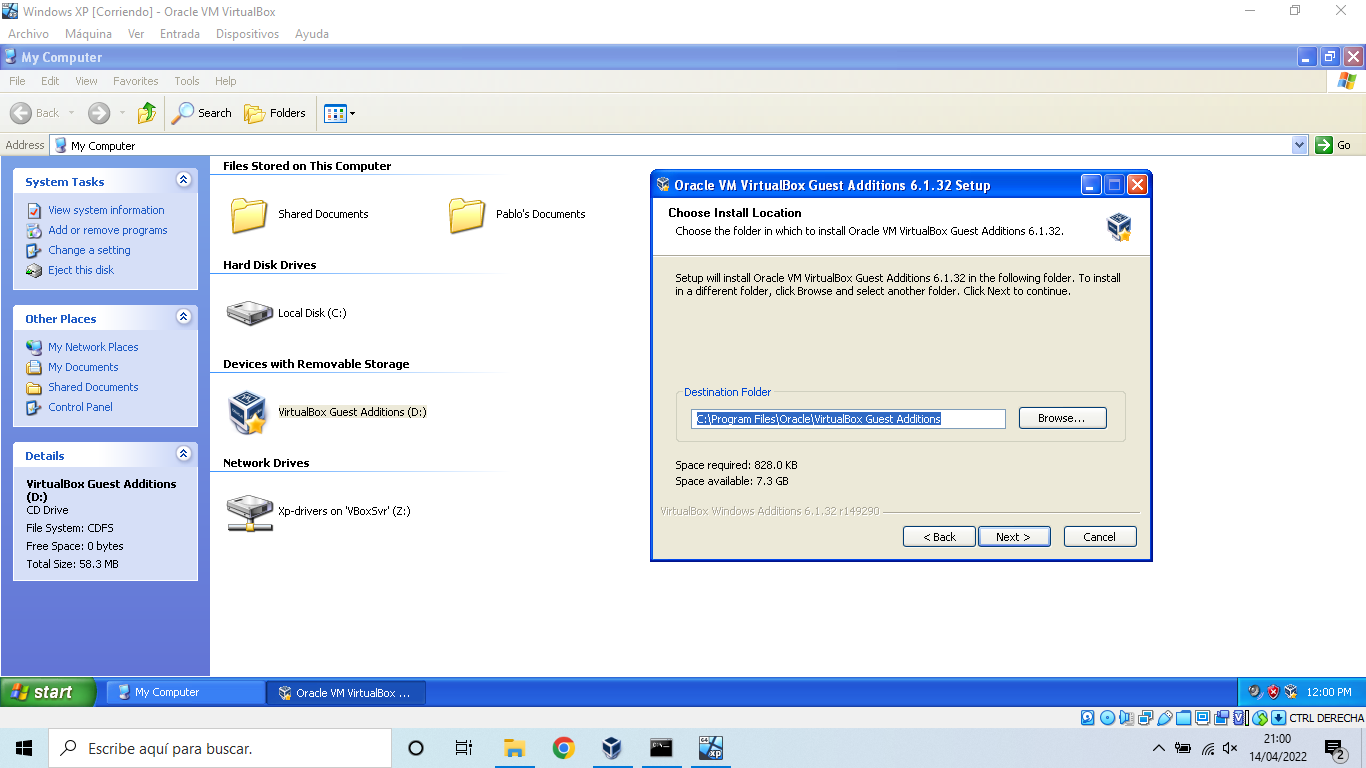 Windows XP [Corriendo] - Oracle VM VirtualBox
Archivo Máquina Ver Entrada Dispositivos Ayuda
My Computer
File Edit View Favorites Tools Help
Back Search Folders
Address My Computer Go
System Tasks
View system information
Add or remove programs
Change a setting
Eject this disk
Other Places
My Network Places
My Documents
Shared Documents
Control Panel
Details
VirtualBox Guest Additions
(D:)
CD Drive
File System: CDFS
Free Space: 0 bytes
Total Size: 58.3 MB
Files Stored on This Computer
Shared Documents
Pablo's Documents
Hard Disk Drives
Local Disk (C:)
Devices with Removable Storage
VirtualBox Guest Additions (D:)
Network Drives
Xp-drivers on 'VBoxSvr' (Z:)
Oracle VM VirtualBox Guest Additions 6.1.32 Setup
Choose Install Location
Choose the folder in which to install Oracle VM VirtualBox Guest Additions 6.1.32.
Setup will install Oracle VM VirtualBox Guest Additions 6.1.32 in the following folder. To install
in a different folder, click Browse and select another folder. Click Next to continue.
Destination Folder
C:\Program Files\Oracle\VirtualBox Guest Additions
Browse...
Space required: 828.0 KB
Space available: 7.3 GB
VirtualBox Windows Additions 6.1.32 r149290
< Back Next > Cancel
start My Computer Oracle VM VirtualBox ... 12:00 PM
CTRL DERECHA
Escribe aquí para buscar.
64
xp
21:00
14/04/2022
2